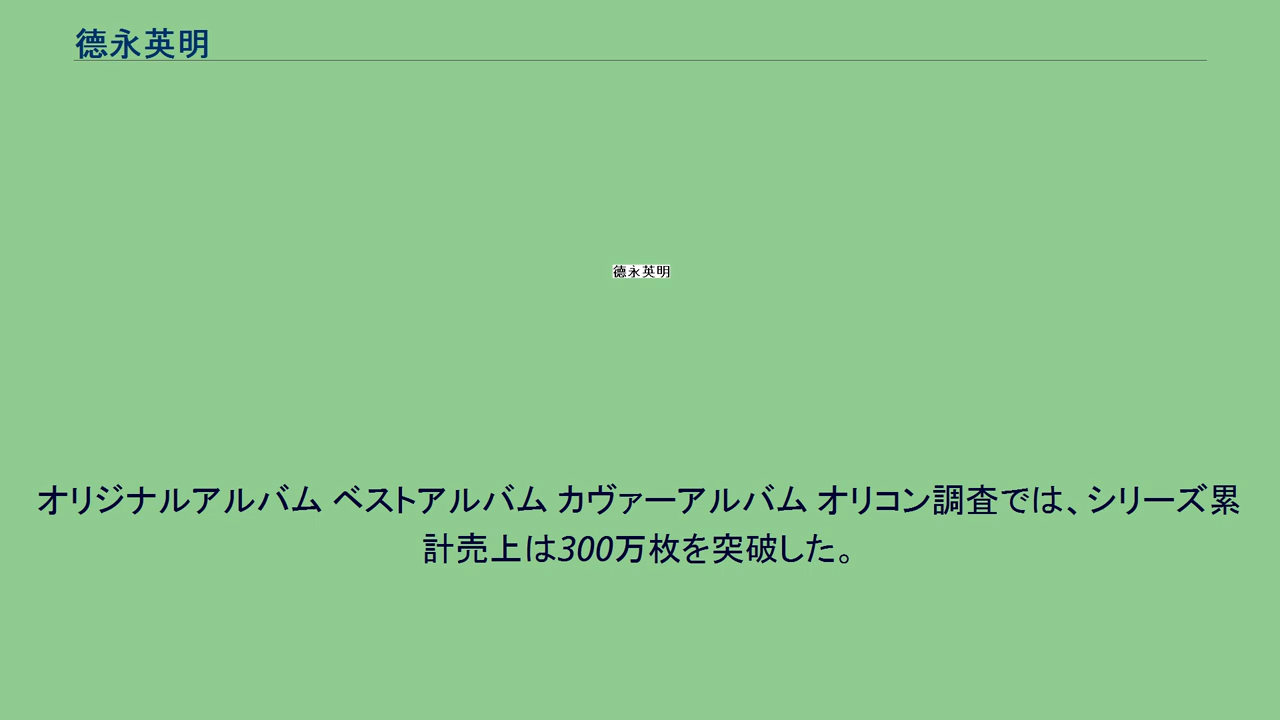 德永英明
德永英明
オリジナルアルバム ベストアルバム カヴァーアルバム オリコン調査では、シリーズ累
計売上は300万枚を突破した。